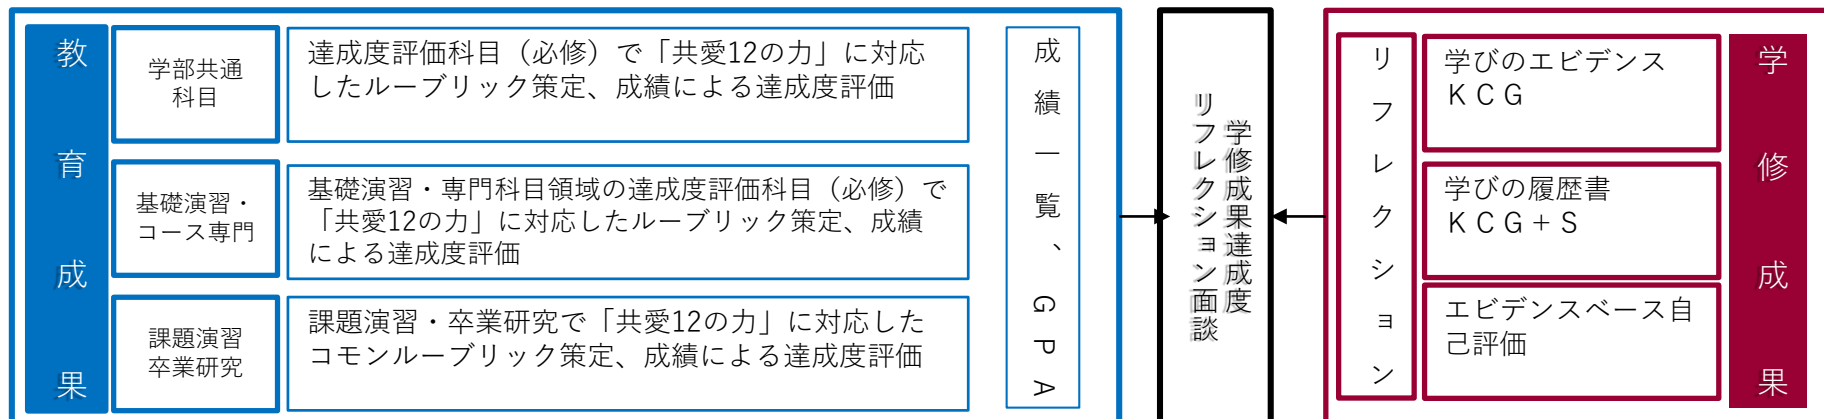 教育成果
学部共通
科目
達成度評価科目（必修）で「共愛12の力」に対応
したルーブリック策定、成績による達成度評価
基礎演習・
コース専門
基礎演習・専門科目領域の達成度評価科目（必修）で
「共愛12の力」に対応したルーブリック策定、成績
による達成度評価
課題演習
卒業研究
課題演習・卒業研究で「共愛12の力」に対応した
コモンルーブリック策定、成績による達成度評価
成績一覧、GPA
学修成果達成度
リフレクション面談
リフレクション
学びのエビデンス
ＫＣＧ
学びの履歴書
ＫＣＧ＋Ｓ
エビデンスベース自
己評価
学修成果